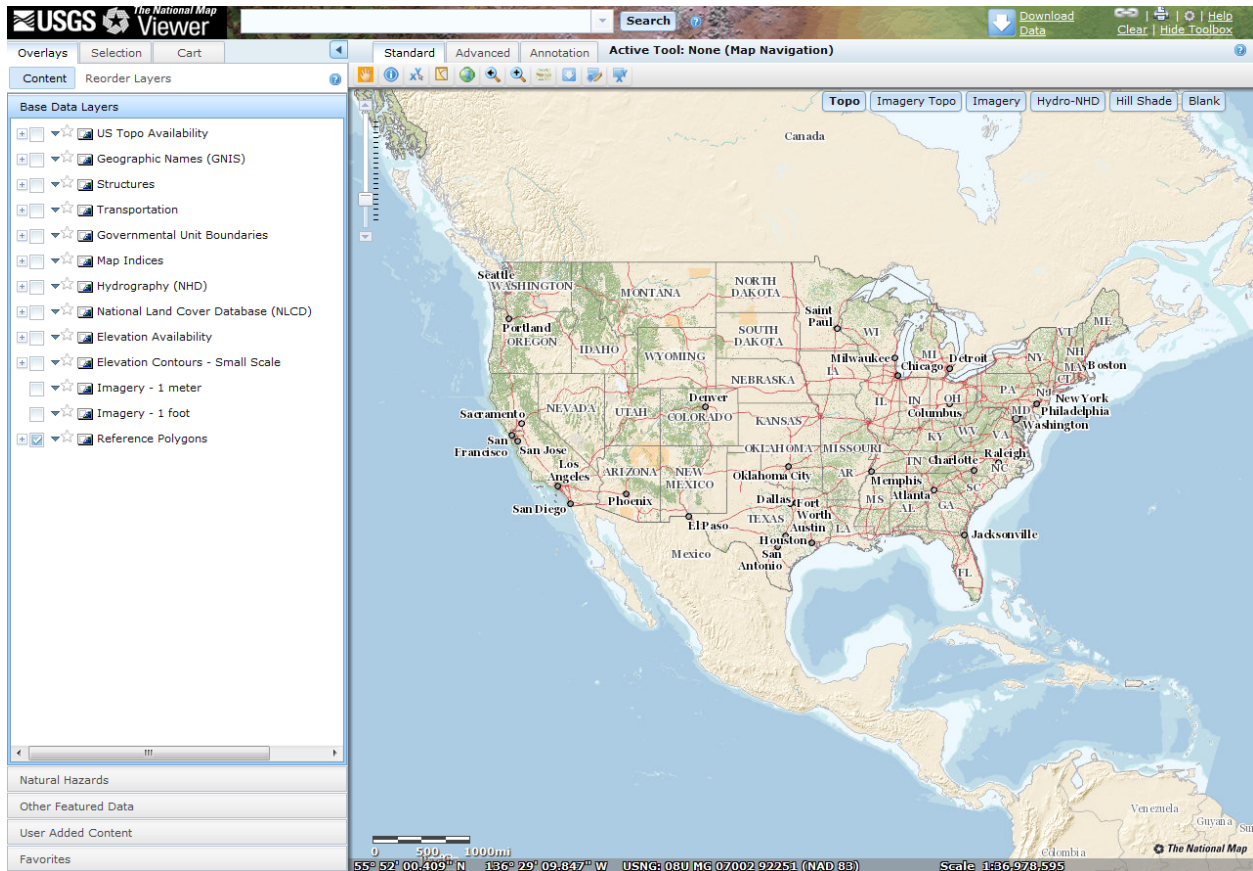 USGS The National Map Viewer
Search
Download Data
Help
Clear | Hide Toolbox
Overlays Selection Cart
Standard Advanced Annotation Active Tool: None (Map Navigation)
Content Reorder Layers
Base Data Layers
US Topo Availability
Geographic Names (GNIS)
Structures
Transportation
Governmental Unit Boundaries
Map Indices
Hydrography (NHD)
National Land Cover Database (NLCD)
Elevation Availability
Elevation Contours - Small Scale
Imagery - 1 meter
Imagery - 1 foot
Reference Polygons
Natural Hazards
Other Featured Data
User Added Content
Favorites
Topo Imagery Topo Imagery Hydro-NHD Hill Shade Blank
Canada
Seattle
WASHINGTON
MONTANA
NORTH DAKOTA
Saint Paul
ME
Portland
OREGON
IDAHO
WYOMING
SOUTH DAKOTA
WI
MI
VT
NH
NY
MA
Boston
Milwaukee
Chicago
Detroit
IA
CT
NEBRASKA
PA
NJ
New York
Philadelphia
Sacramento
NEVADA
UTAH
Denver
COLORADO
KANSAS
IL
IN
OH
Columbus
MD
Washington
San Francisco
San Jose
MISSOURI
KY
WV
VA
Los Angeles
ARIZONA
NEW MEXICO
OKLAHOMA
Oklahoma City
AR
TN
Charlotte
Raleigh
NC
Memphis
San Diego
Phoenix
El Paso
Dallas
Fort Worth
TEXAS
Austin
LA
MS
AL
Atlanta
GA
SC
Houston
San Antonio
Jacksonville
FL
Mexico
Venezuela
Guyana
Su
Colombia
0 500 1000mi
The National Map
55° 52' 00.409" N 136° 29' 09.847" W USNG: 08U MG 07002 92251 (NAD 83) Scale 1:36,978,595